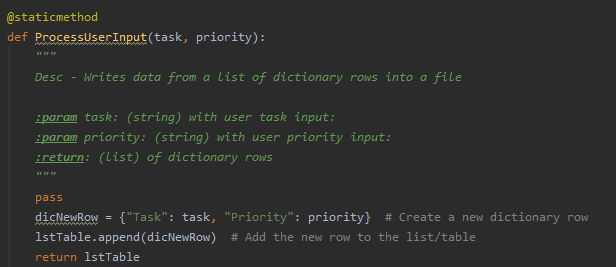 @staticmethod
def ProcessUserInput(task, priority):
"""
Desc - Writes data from a list of dictionary rows into a file
:param task: (string) with user task input:
:param priority: (string) with user priority input:
:return: (list) of dictionary rows
"""
pass
dicNewRow = {"Task": task, "Priority": priority}  # Create a new dictionary row
lstTable.append(dicNewRow)  # Add the new row to the list/table
return lstTable